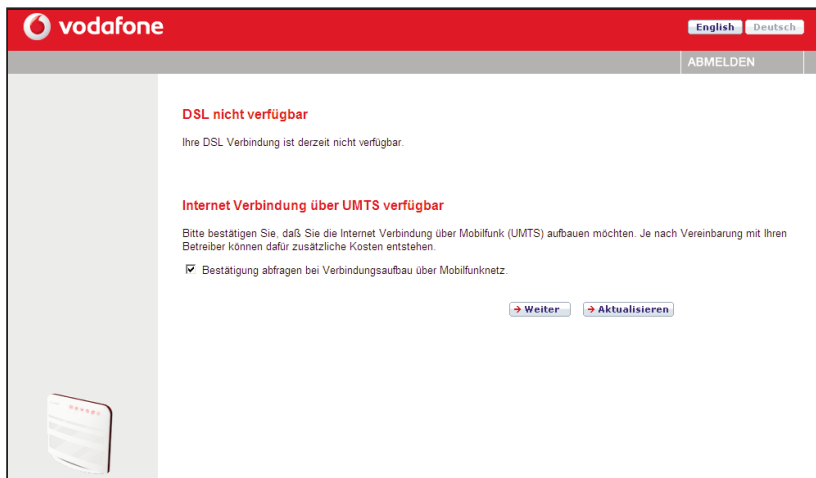 vodafone
English Deutsch
ABMELDEN
DSL nicht verfügbar
Ihre DSL Verbindung ist derzeit nicht verfügbar.
Internet Verbindung über UMTS verfügbar
Bitte bestätigen Sie, daß Sie die Internet Verbindung über Mobilfunk (UMTS) aufbauen möchten. Je nach Vereinbarung mit Ihren
Betreiber können dafür zusätzliche Kosten entstehen.
Bestätigung abfragen bei Verbindungsaufbau über Mobilfunknetz.
Weiter Aktualisieren